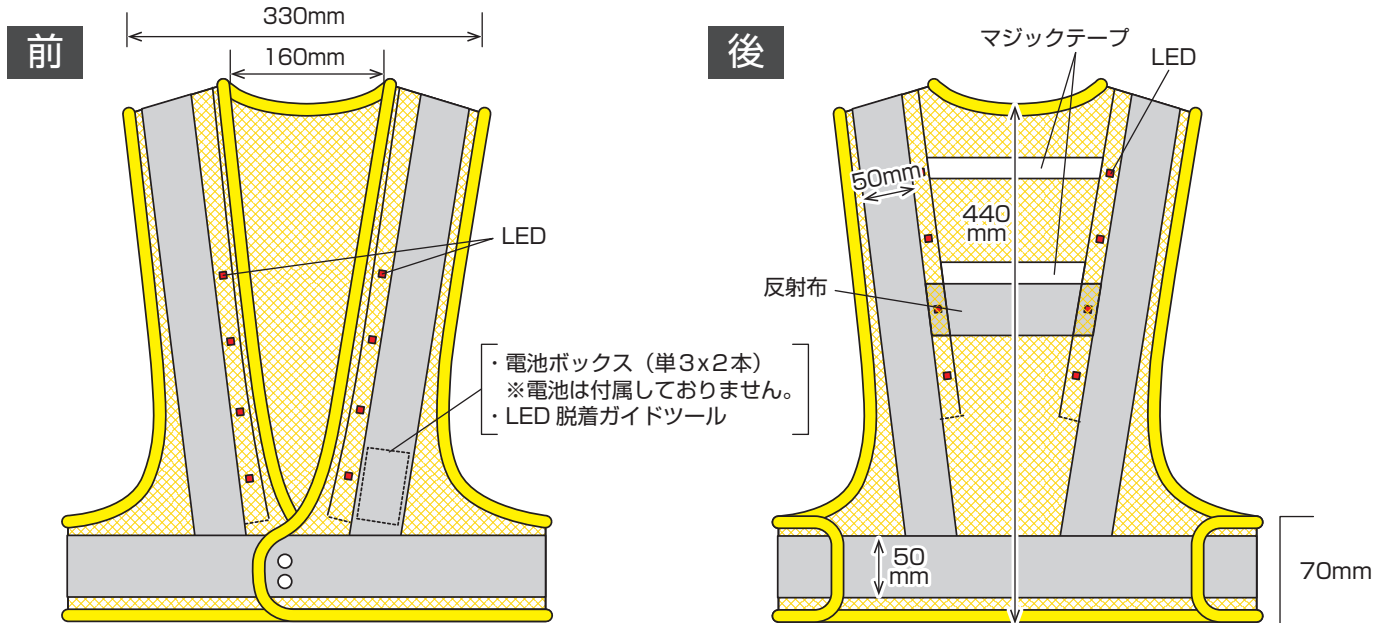 前
330mm
160mm
LED
・電池ボックス（単3x2本）
※電池は付属しておりません。
・LED 脱着ガイドツール
後
マジックテープ
LED
50mm
440
mm
反射布
50
mm
70mm